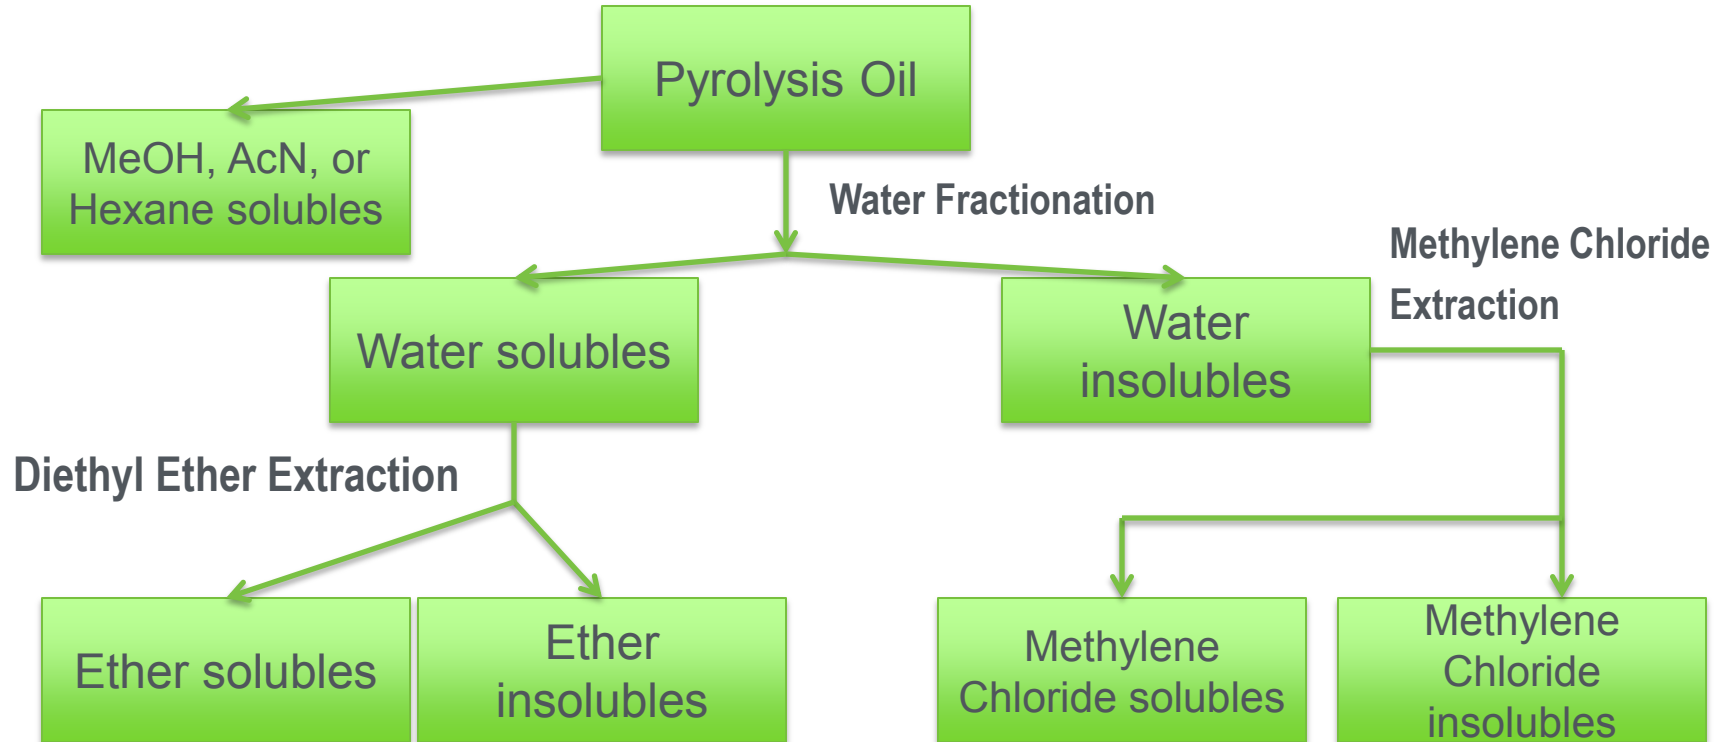 Pyrolysis Oil
MeOH, AcN, or
Hexane solubles
Water Fractionation
Methylene Chloride
Extraction
Water solubles
Water
insolubles
Diethyl Ether Extraction
Ether solubles
Ether
insolubles
Methylene
Chloride solubles
Methylene
Chloride
insolubles